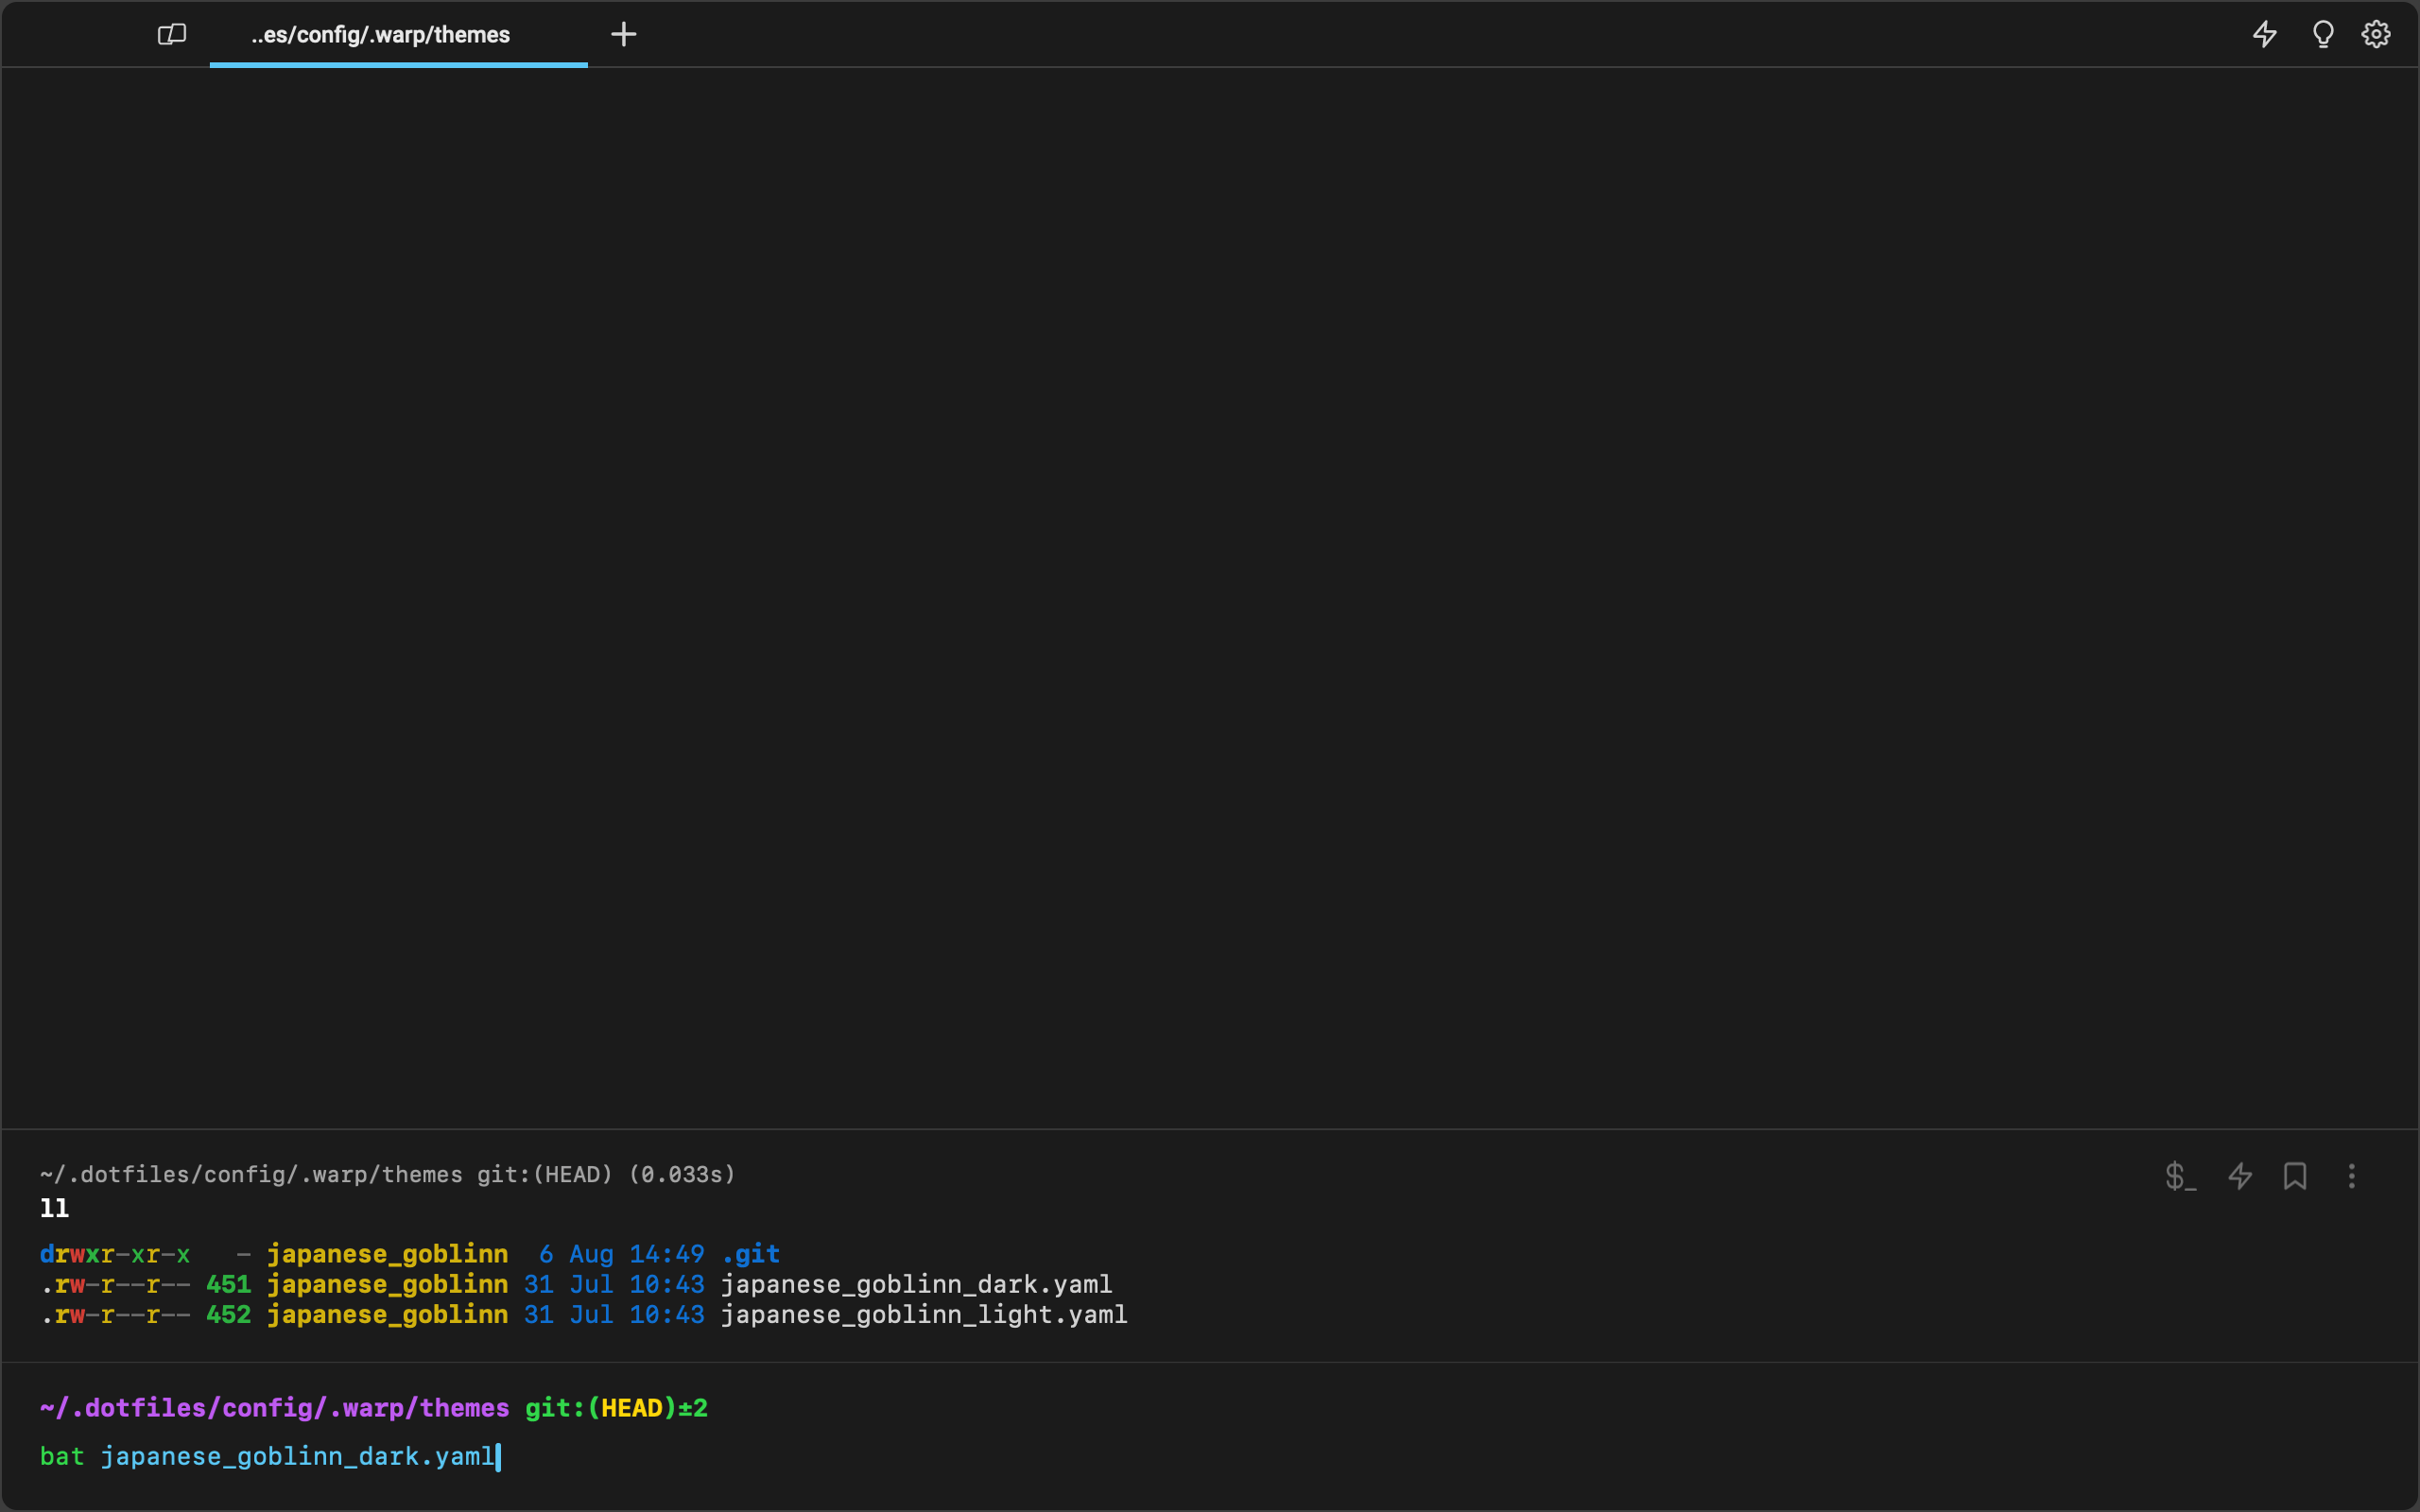 ..es/config/.warp/themes
~/.dotfiles/config/.warp/themes git:(HEAD) (0.033s)
ll
drwxr-xr-x   - japanese_goblinn  6 Aug 14:49 .git
.rw-r--r-- 451 japanese_goblinn 31 Jul 10:43 japanese_goblinn_dark.yaml
.rw-r--r-- 452 japanese_goblinn 31 Jul 10:43 japanese_goblinn_light.yaml
~/.dotfiles/config/.warp/themes git:(HEAD)±2
bat japanese_goblinn_dark.yaml